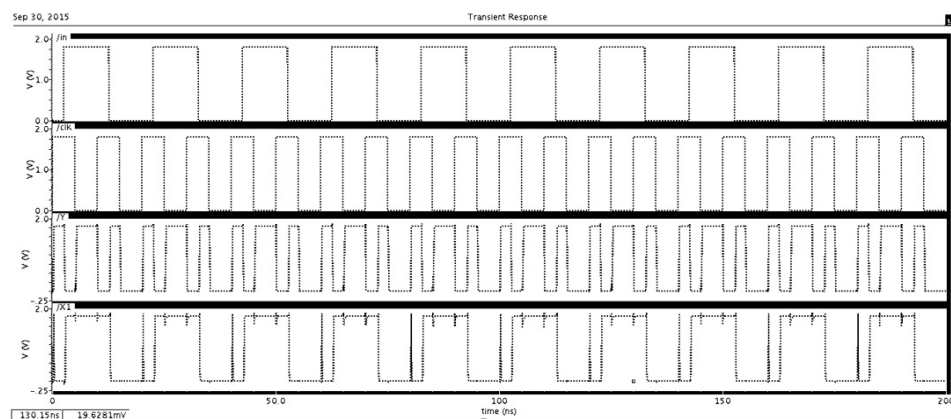 Sep 30, 2015 Transient Response
/in
2.0
V (V)
1.0
0.0
/clk
2.0
V (V)
1.0
0.0
/Y
2.0
V (V)
-.25
/X1
2.0
V (V)
-.25
0.0 50.0 100 150 200
time (ns)
130.15ns 19.6281mV